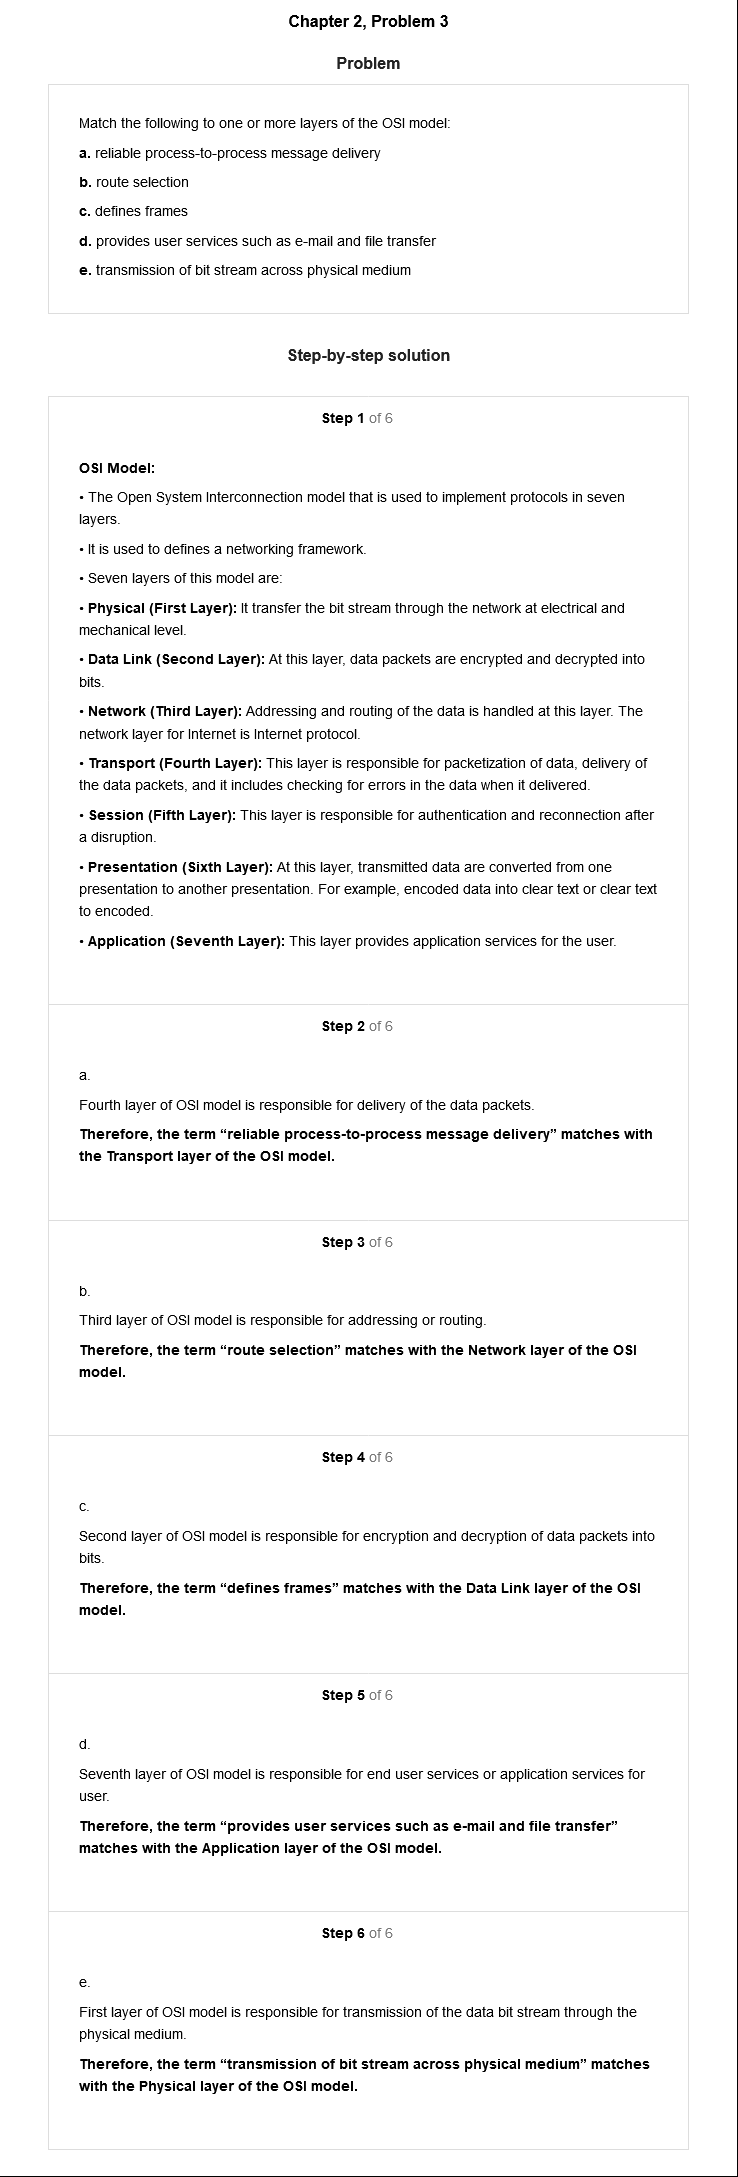 Chapter 2, Problem 3
Problem
Match the following to one or more layers of the OSI model:
a. reliable process-to-process message delivery
b. route selection
c. defines frames
d. provides user services such as e-mail and file transfer
e. transmission of bit stream across physical medium
Step-by-step solution
Step 1 of 6
OSI Model:
• The Open System Interconnection model that is used to implement protocols in seven
layers.
• It is used to defines a networking framework.
• Seven layers of this model are:
• Physical (First Layer): It transfer the bit stream through the network at electrical and
mechanical level.
• Data Link (Second Layer): At this layer, data packets are encrypted and decrypted into
bits.
• Network (Third Layer): Addressing and routing of the data is handled at this layer. The
network layer for Internet is Internet protocol.
• Transport (Fourth Layer): This layer is responsible for packetization of data, delivery of
the data packets, and it includes checking for errors in the data when it delivered.
• Session (Fifth Layer): This layer is responsible for authentication and reconnection after
a disruption.
• Presentation (Sixth Layer): At this layer, transmitted data are converted from one
presentation to another presentation. For example, encoded data into clear text or clear text
to encoded.
• Application (Seventh Layer): This layer provides application services for the user.
Step 2 of 6
a.
Fourth layer of OSI model is responsible for delivery of the data packets.
Therefore, the term “reliable process-to-process message delivery” matches with
the Transport layer of the OSI model.
Step 3 of 6
b.
Third layer of OSI model is responsible for addressing or routing.
Therefore, the term “route selection” matches with the Network layer of the OSI
model.
Step 4 of 6
c.
Second layer of OSI model is responsible for encryption and decryption of data packets into
bits.
Therefore, the term “defines frames” matches with the Data Link layer of the OSI
model.
Step 5 of 6
d.
Seventh layer of OSI model is responsible for end user services or application services for
user.
Therefore, the term “provides user services such as e-mail and file transfer”
matches with the Application layer of the OSI model.
Step 6 of 6
e.
First layer of OSI model is responsible for transmission of the data bit stream through the
physical medium.
Therefore, the term “transmission of bit stream across physical medium” matches
with the Physical layer of the OSI model.